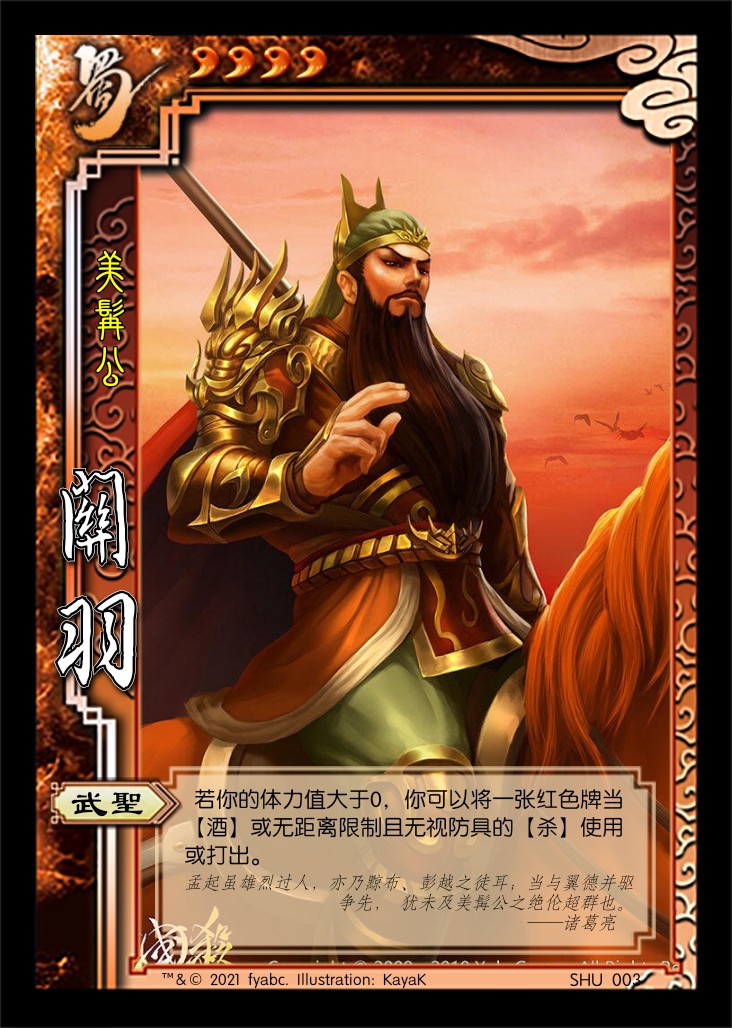 蜀
美髯公
關羽
武聖
若你的体力值大于0，你可以将一张红色牌当
【酒】或无距离限制且无视防具的【杀】使用
或打出。
孟起虽雄烈过人，亦乃黥布、彭越之徒耳；当与翼德并驱
争先， 犹未及美髯公之绝伦超群也。
——诸葛亮
™&© 2021 fyabc. Illustration: KayaK
SHU 003